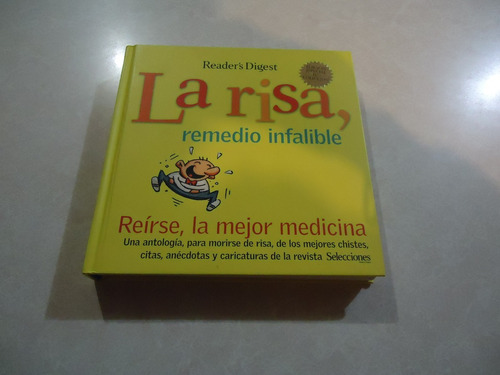 Reader's Digest
La risa,
remedio infalible
Reírse, la mejor medicina
Una antología, para morirse de risa, de los mejores chistes,
citas, anécdotas y caricaturas de la revista Selecciones